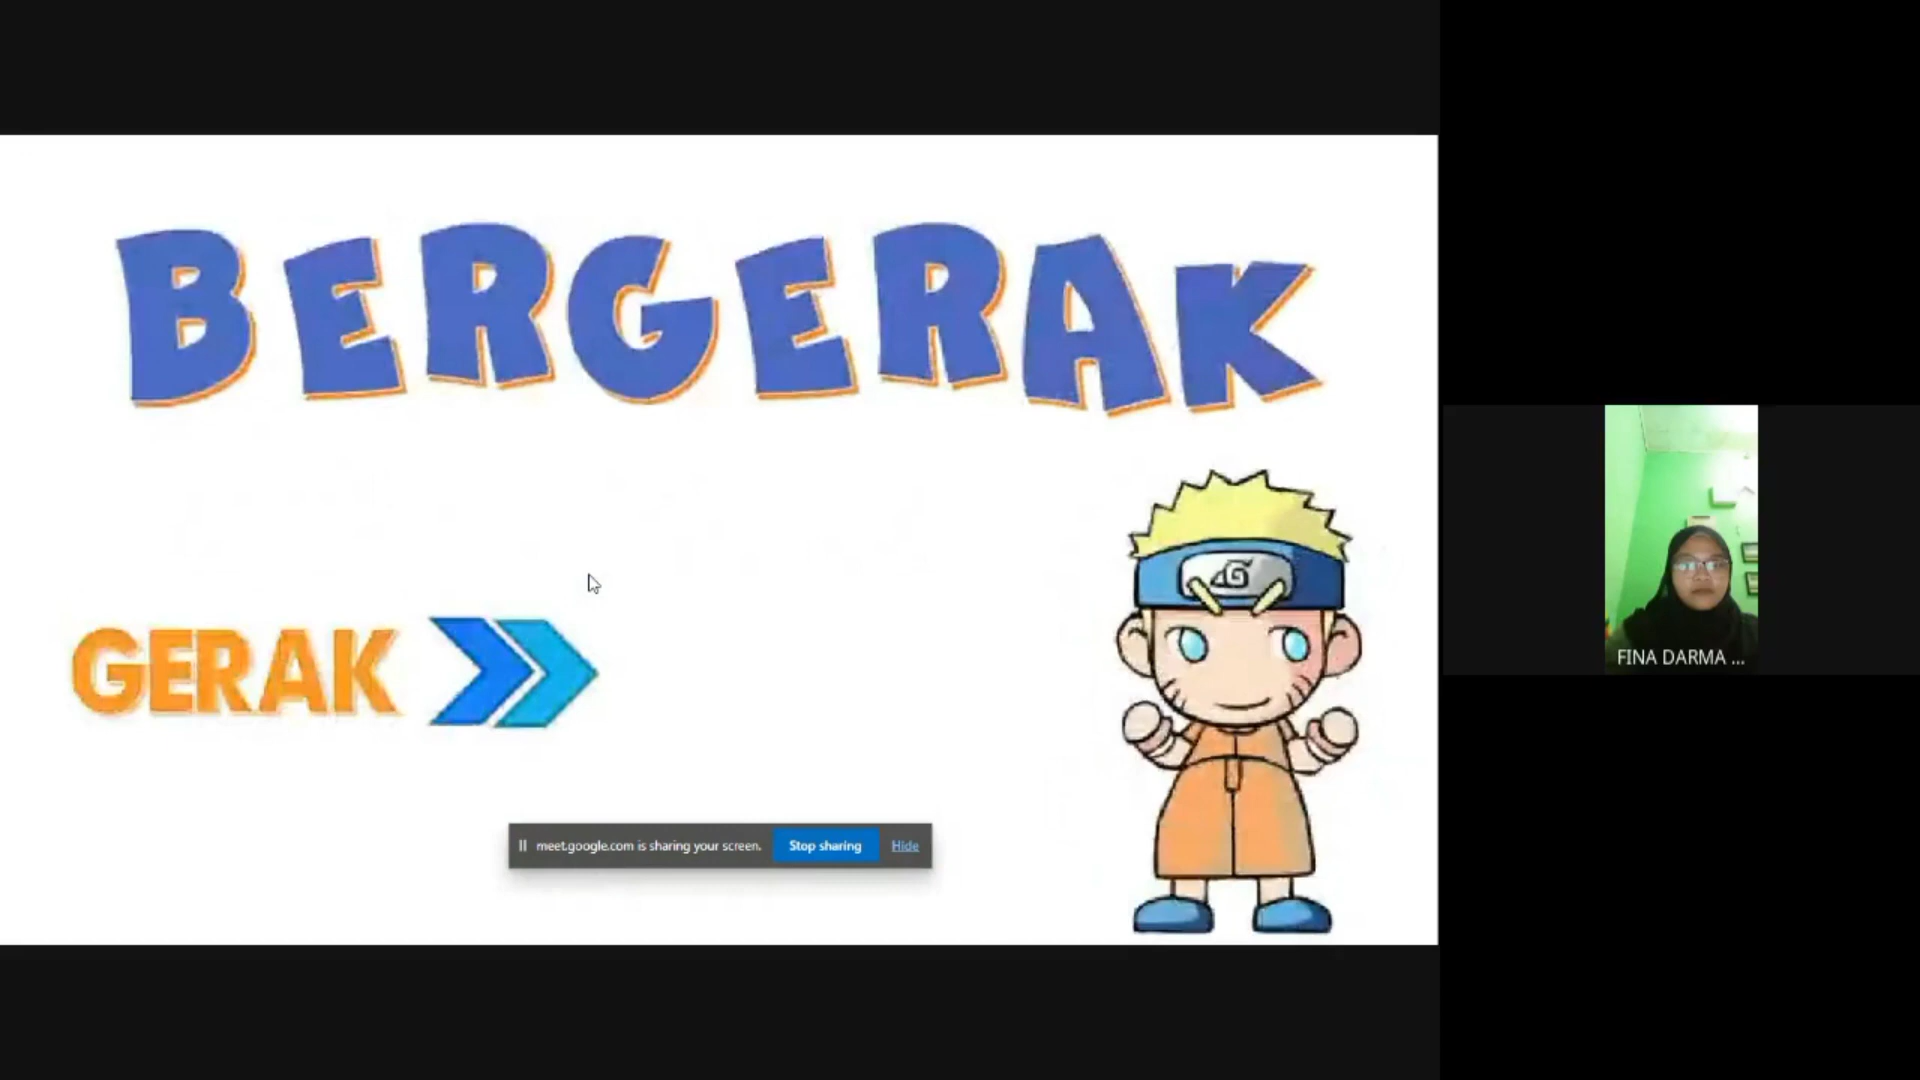 BERGERAK
GERAK
meet.google.com is sharing your screen. Stop sharing Hide
FINA DARMA ...